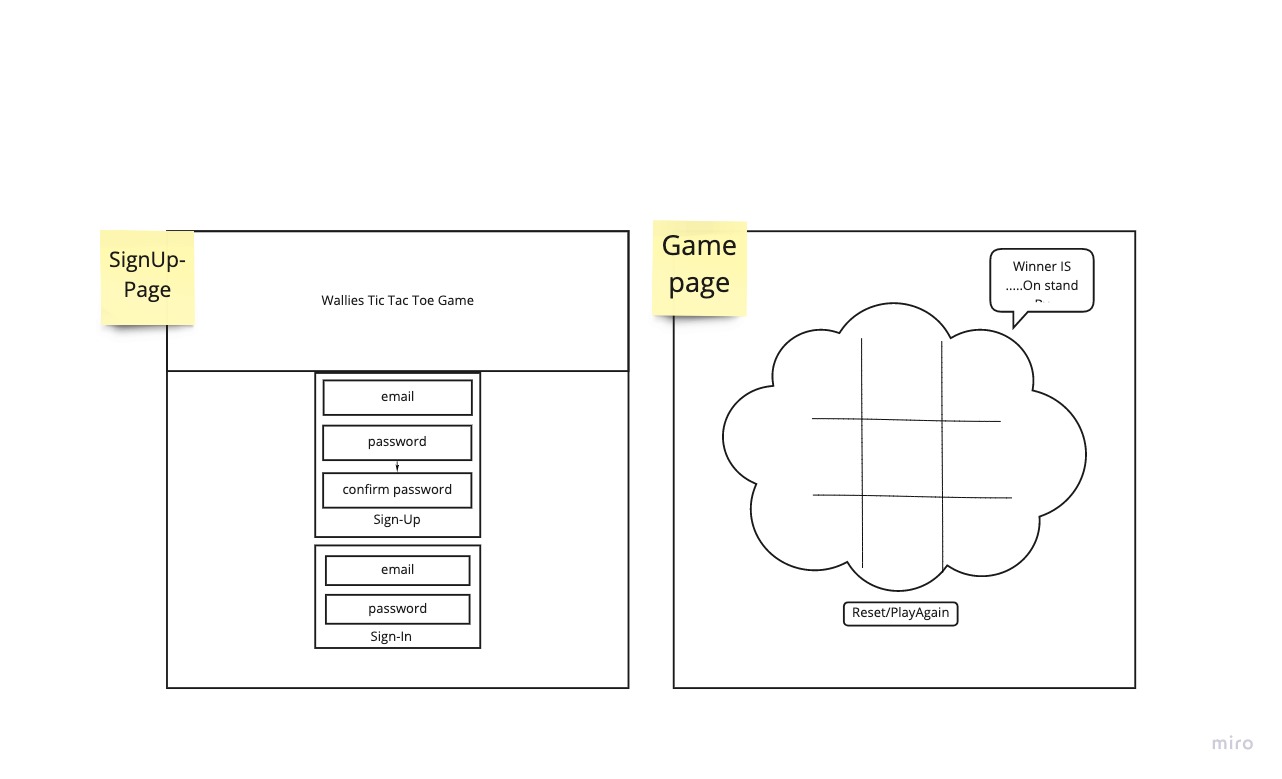 SignUp-
Page
Wallies Tic Tac Toe Game
email
password
confirm password
Sign-Up
email
password
Sign-In
Game
page
Winner IS
.....On stand
Reset/PlayAgain
miro